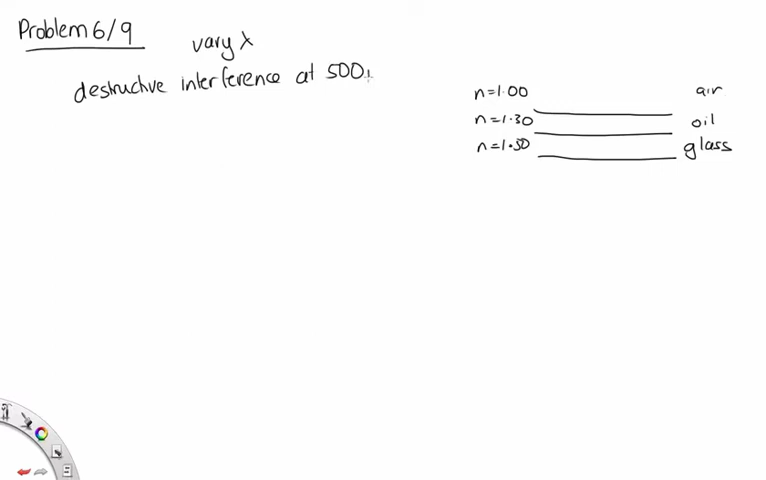 Problem 6/9
vary λ
destructive interference at 500
n=1.00 air
n=1.30 oil
n=1.50 glass